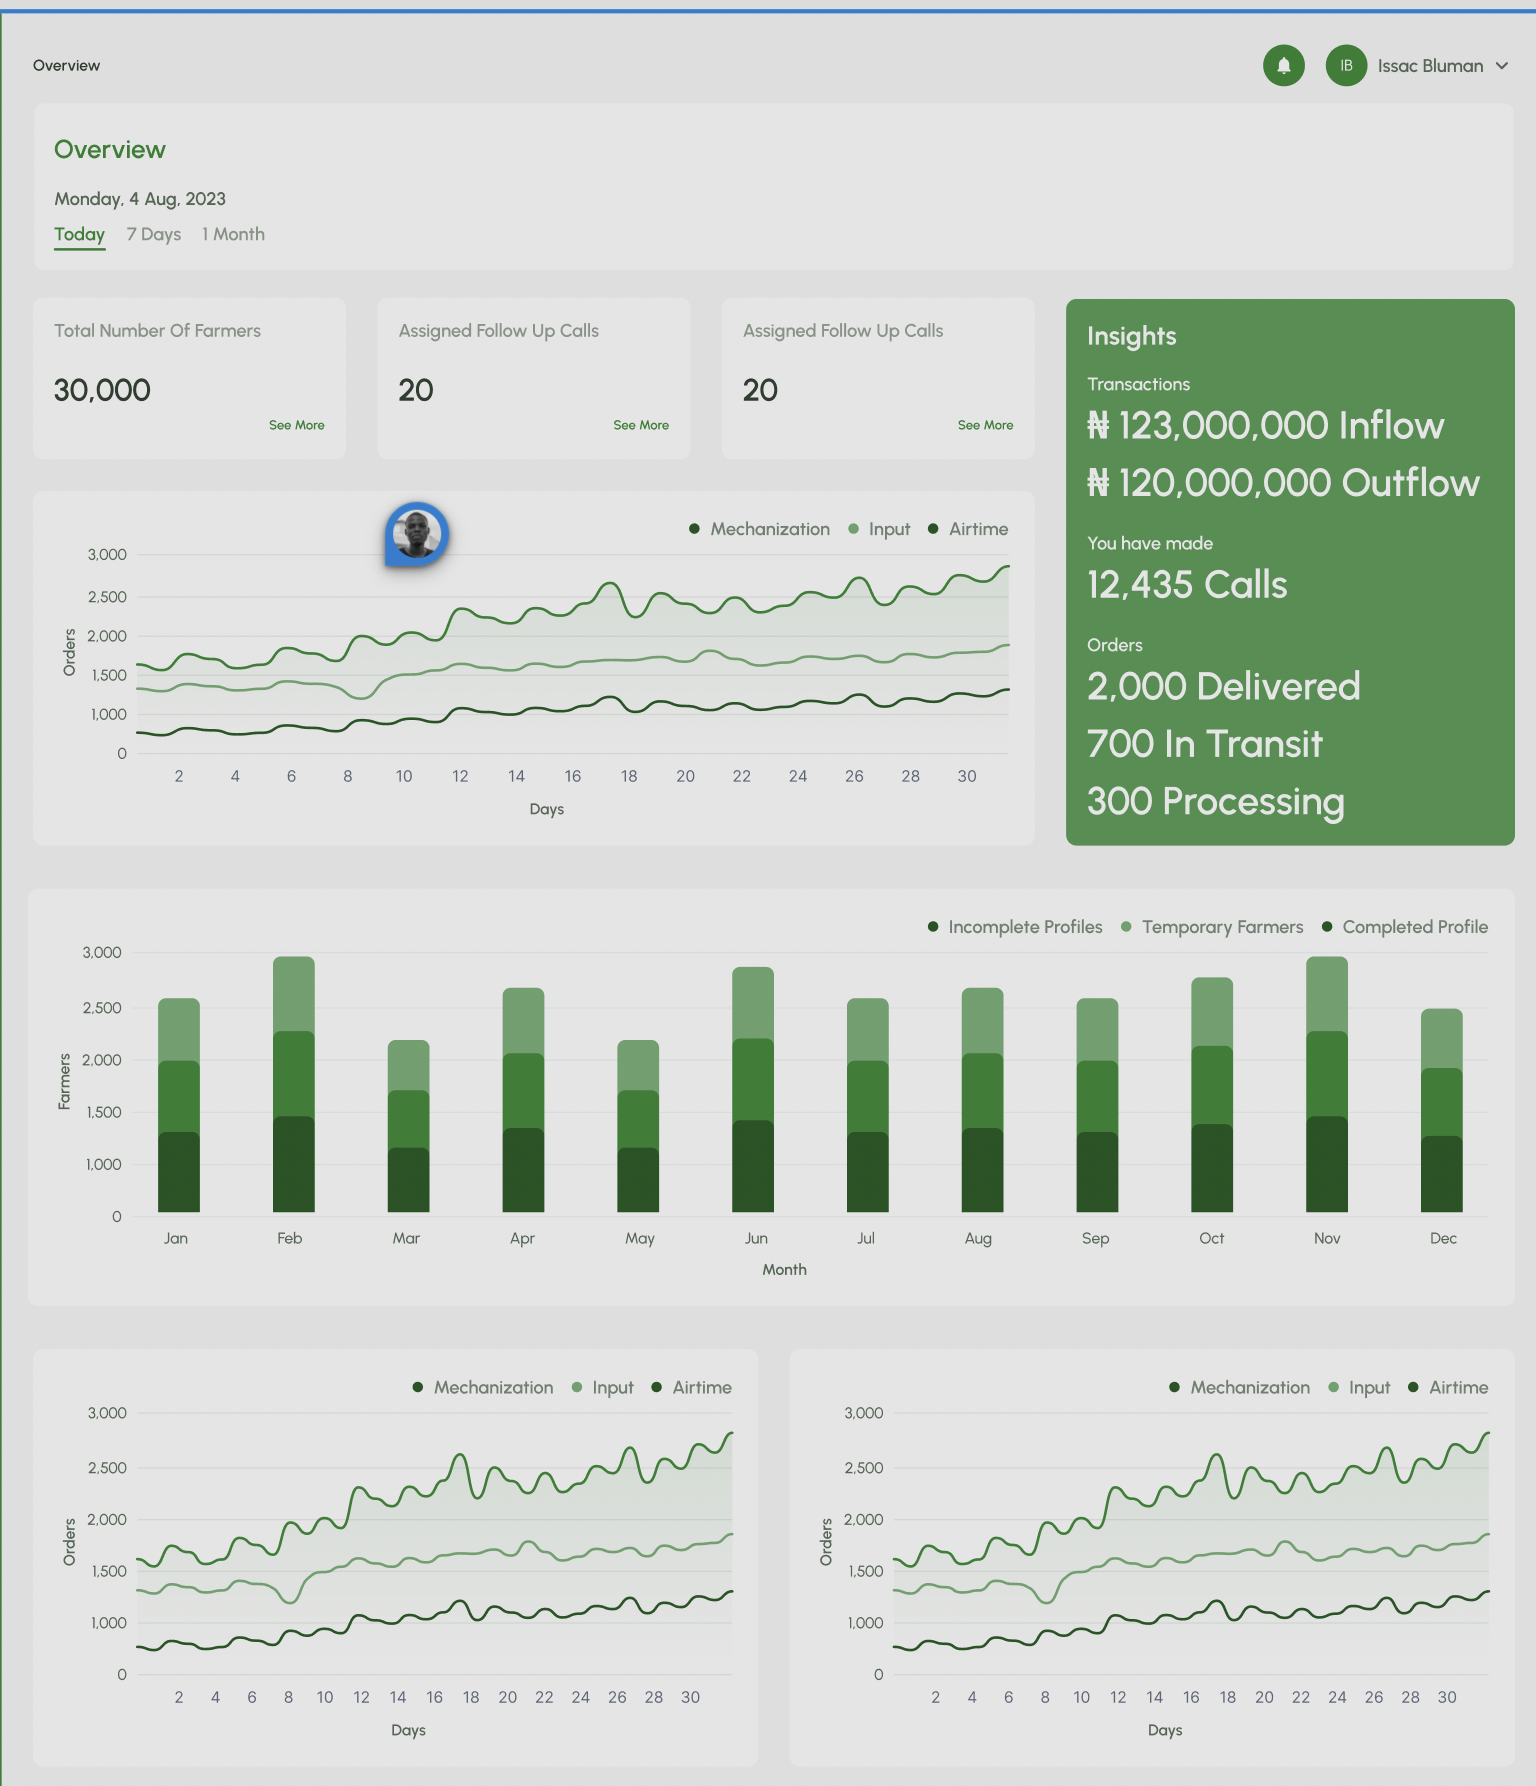 Overview
IB
Issac Bluman
Overview
Monday, 4 Aug, 2023
Today 7 Days 1 Month
Total Number Of Farmers
30,000
See More
Assigned Follow Up Calls
20
See More
Assigned Follow Up Calls
20
See More
Insights
Transactions
₦ 123,000,000 Inflow
₦ 120,000,000 Outflow
You have made
12,435 Calls
Orders
2,000 Delivered
700 In Transit
300 Processing
Mechanization Input Airtime
3,000
2,500
2,000
1,500
1,000
0
Orders
2 4 6 8 10 12 14 16 18 20 22 24 26 28 30
Days
Incomplete Profiles Temporary Farmers Completed Profile
3,000
2,500
2,000
1,500
1,000
0
Farmers
Jan Feb Mar Apr May Jun Jul Aug Sep Oct Nov Dec
Month
Mechanization Input Airtime
3,000
2,500
2,000
1,500
1,000
0
Orders
2 4 6 8 10 12 14 16 18 20 22 24 26 28 30
Days
Mechanization Input Airtime
3,000
2,500
2,000
1,500
1,000
0
Orders
2 4 6 8 10 12 14 16 18 20 22 24 26 28 30
Days